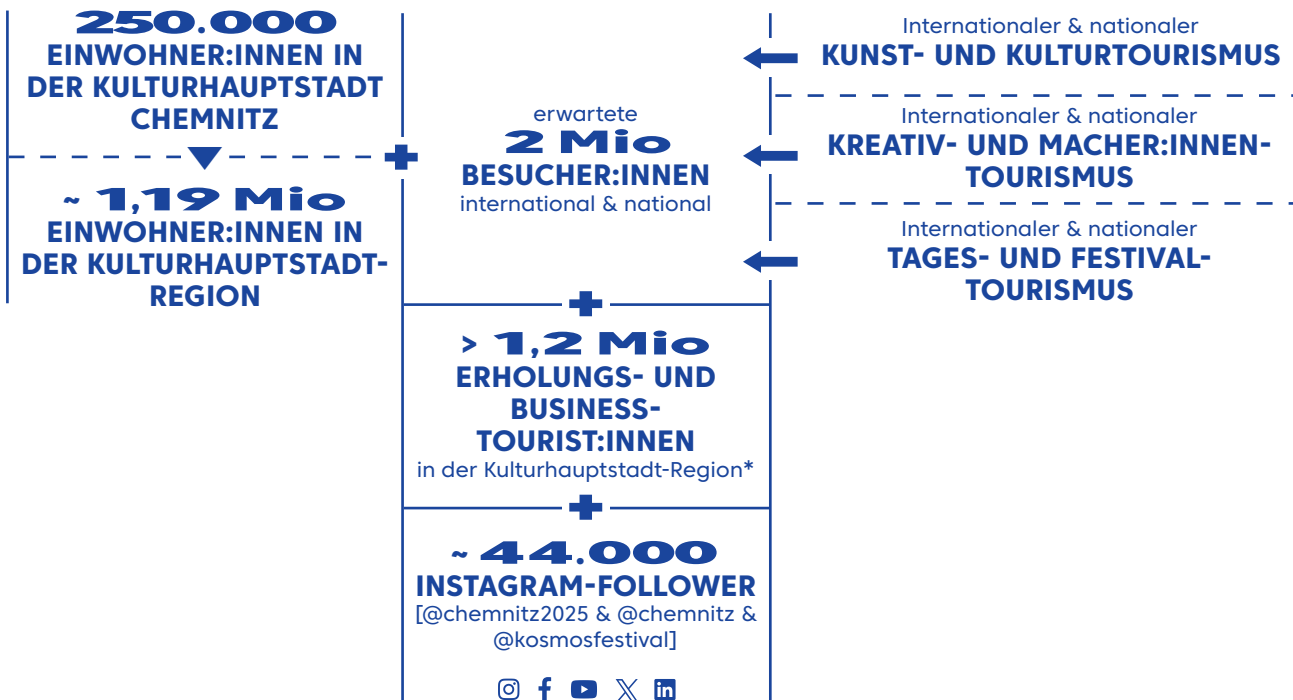 250.000
EINWOHNER:INNEN IN
DER KULTURHAUPTSTADT
CHEMNITZ
~ 1,19 Mio
EINWOHNER:INNEN IN
DER KULTURHAUPTSTADT-
REGION
erwartete
2 Mio
BESUCHER:INNEN
international & national
Internationaler & nationaler
KUNST- UND KULTURTOURISMUS
Internationaler & nationaler
KREATIV- UND MACHER:INNEN-
TOURISMUS
Internationaler & nationaler
TAGES- UND FESTIVAL-
TOURISMUS
> 1,2 Mio
ERHOLUNGS- UND
BUSINESS-
TOURIST:INNEN
in der Kulturhauptstadt-Region*
~ 44.000
INSTAGRAM-FOLLOWER
[@chemnitz2025 & @chemnitz &
@kosmosfestival]